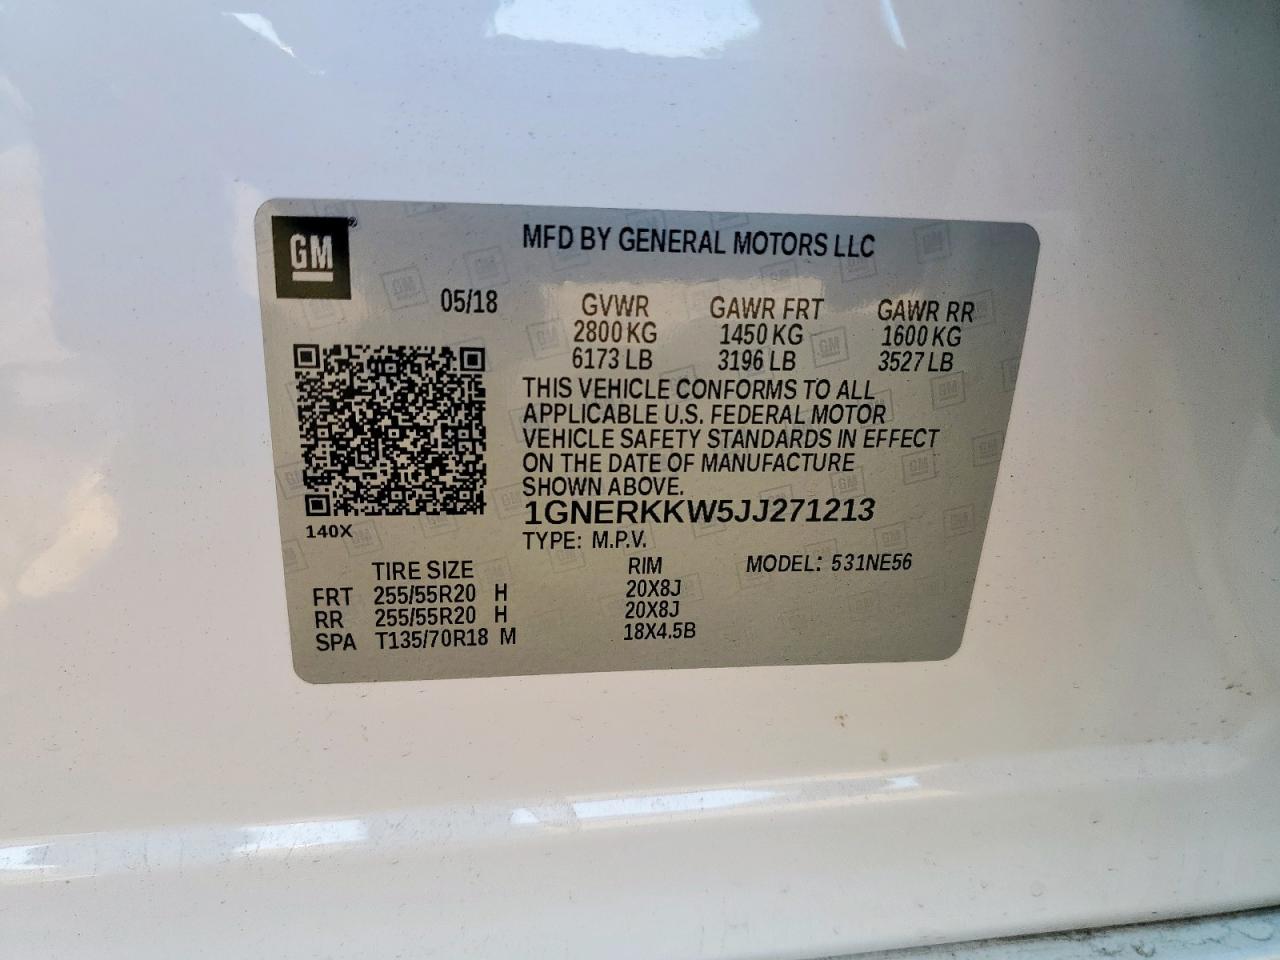 GM
MFD BY GENERAL MOTORS LLC
05/18
GVWR GAWR FRT GAWR RR
2800 KG 1450 KG 1600 KG
6173 LB 3196 LB 3527 LB
THIS VEHICLE CONFORMS TO ALL
APPLICABLE U.S. FEDERAL MOTOR
VEHICLE SAFETY STANDARDS IN EFFECT
ON THE DATE OF MANUFACTURE
SHOWN ABOVE.
1GNERKKW5JJ271213
140X
TYPE: M.P.V.
TIRE SIZE RIM MODEL: 531NE56
FRT 255/55R20 H 20X8J
RR 255/55R20 H 20X8J
SPA T135/70R18 M 18X4.5B